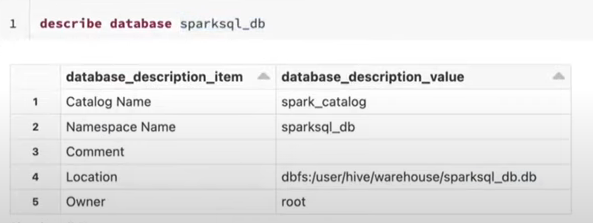 1 describe database sparksql_db
database_description_item database_description_value
1 Catalog Name spark_catalog
2 Namespace Name sparksql_db
3 Comment
4 Location dbfs:/user/hive/warehouse/sparksql_db.db
5 Owner root